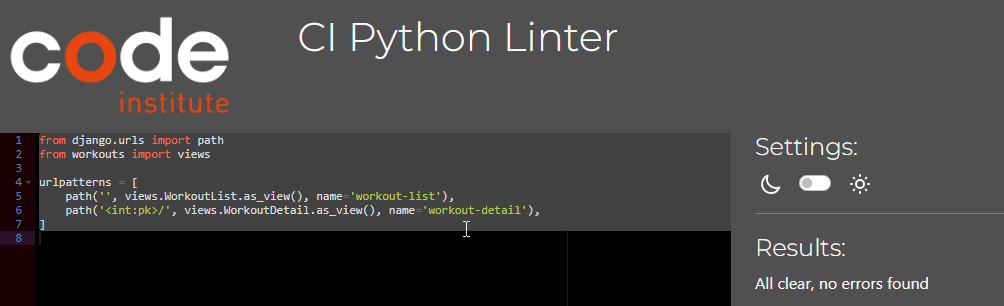 code
institute
CI Python Linter
1 from django.urls import path
2 from workouts import views
3
4 urlpatterns = [
5     path('', views.WorkoutList.as_view(), name='workout-list'),
6     path('<int:pk>/', views.WorkoutDetail.as_view(), name='workout-detail'),
7 ]
8
Settings:
Results:
All clear, no errors found